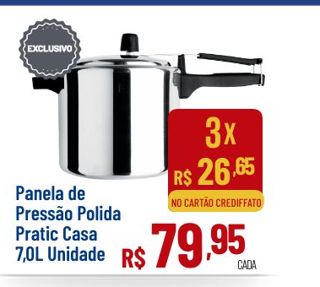 EXCLUSIVO
3X
R$ 26,65
NO CARTÃO CREDIFFATO
Panela de
Pressão Polida
Pratic Casa
7,0L Unidade
R$ 79,95
CADA